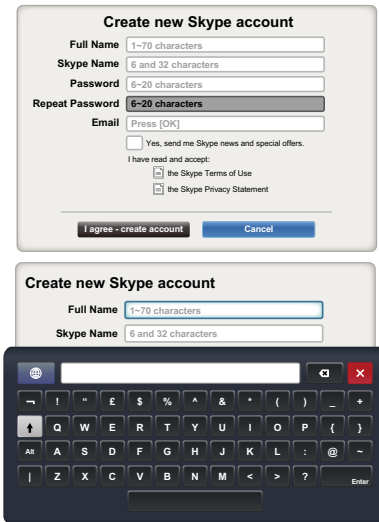 Create new Skype account
Full Name 1~70 characters
Skype Name 6 and 32 characters
Password 6~20 characters
Repeat Password 6~20 characters
Email Press [OK]
Yes, send me Skype news and special offers.
I have read and accept:
the Skype Terms of Use
the Skype Privacy Statement
I agree - create account Cancel
Create new Skype account
Full Name 1~70 characters
Skype Name 6 and 32 characters
¬ ! " £ $ % ^ & * ( ) _ +
Q W E R T Y U I O P { }
Alt A S D F G H J K L : @ ~
| Z X C V B N M < > ? Enter